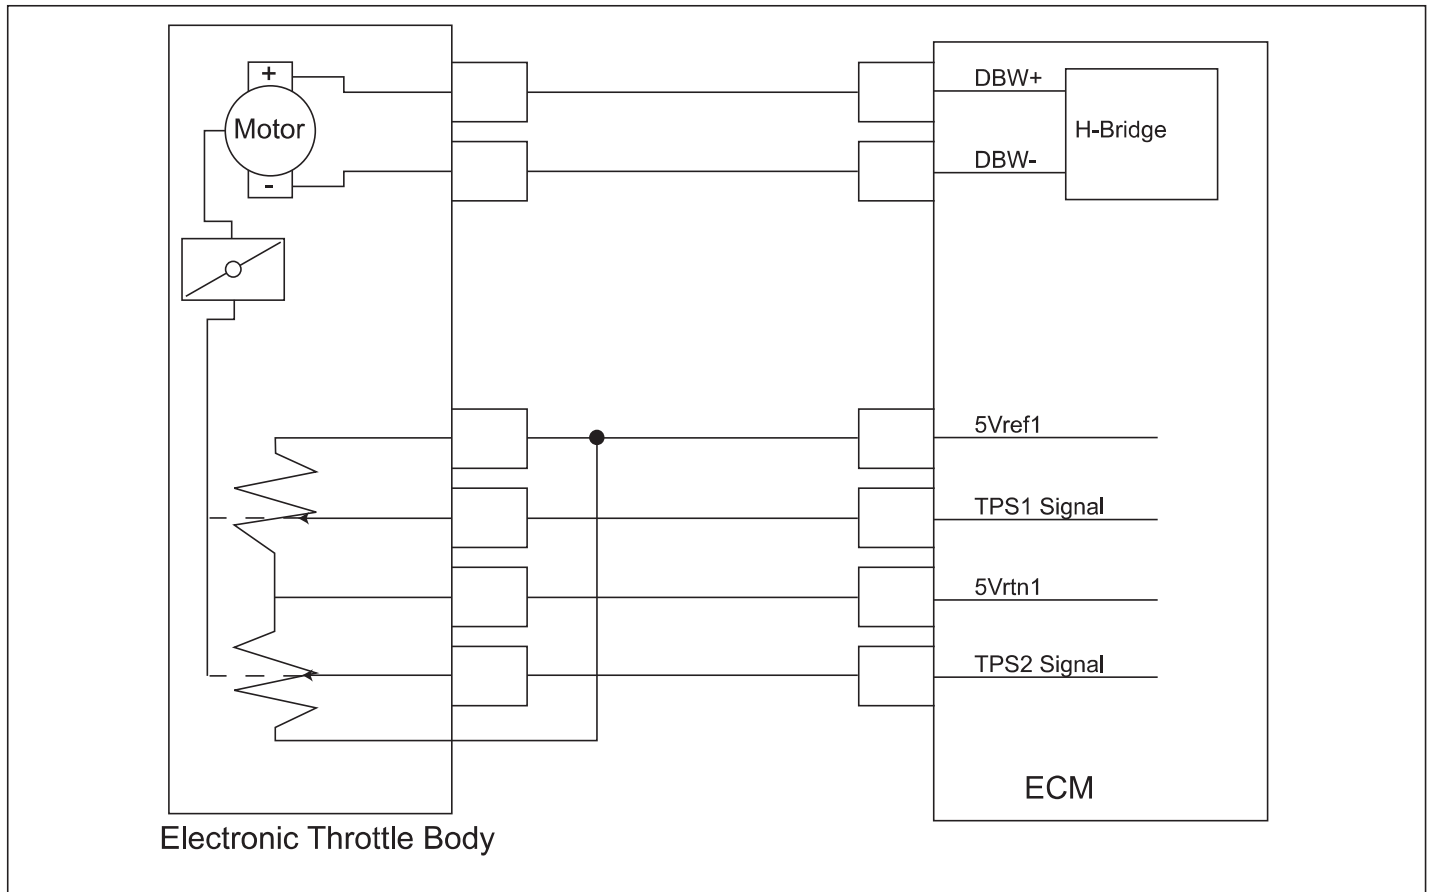 +
Motor
-
DBW+
DBW-
H-Bridge
5Vref1
TPS1 Signal
5Vrtn1
TPS2 Signal
ECM
Electronic Throttle Body